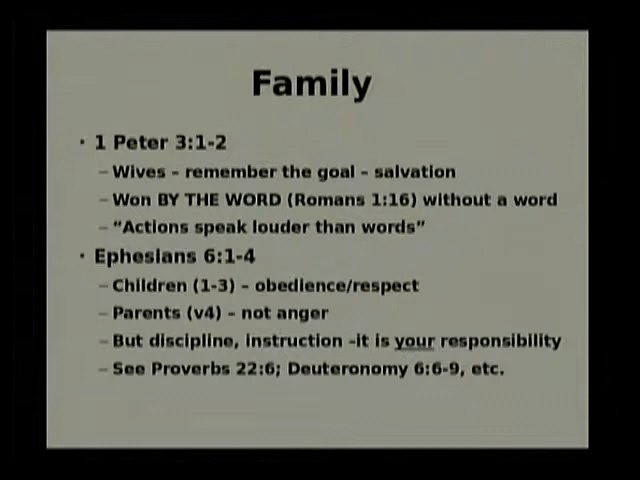 Family
• 1 Peter 3:1-2
– Wives – remember the goal – salvation
– Won BY THE WORD (Romans 1:16) without a word
– “Actions speak louder than words”
• Ephesians 6:1-4
– Children (1-3) – obedience/respect
– Parents (v4) – not anger
– But discipline, instruction –it is your responsibility
– See Proverbs 22:6; Deuteronomy 6:6-9, etc.